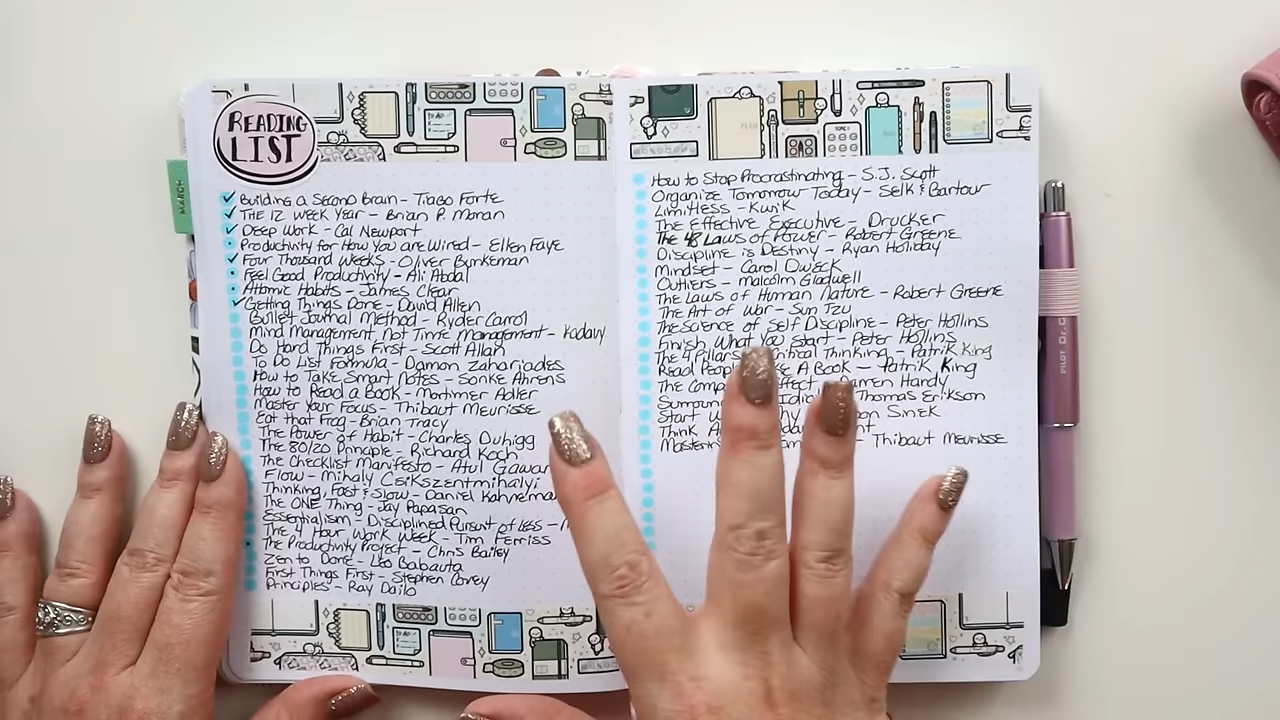 READING
LIST
MARCH
Building a Second Brain - Tiago Forte
THE 12 WEEK YEAR - Brian P. Moran
Deep Work - Cal Newport
Productivity for How You are Wired - Ellen Faye
Four Thousand Weeks - Oliver Burkeman
Feel Good Productivity - Ali Abdal
Atomic Habits - James Clear
Getting Things Done - David Allen
Bullet Journal Method - Ryder Carrol
Mind Management Not Time Management - Kadavy
Do Hard Things First - Scott Allan
To Do List Formula - Damon Zahariades
How to Take Smart Notes - Sonke Ahrens
How to Read a Book - Mortimer Adler
Master Your Focus - Thibaut Meurisse
Eat that Frog - Brian Tracy
The Power of Habit - Charles Duhigg
The 80/20 Principle - Richard Koch
The Checklist Manifesto - Atul Gawan
Flow - Mihaly Csikszentmihalyi
Thinking, Fast & Slow - Daniel Kahneman
The ONE Thing - Jay Papasan
Essentialism - Disciplined Pursuit of Less -
The 4 Hour Work Week - Tim Ferriss
The Productivity Project - Chris Bailey
Zen to Done - Leo Babauta
First Things First - Stephen Covey
Principles - Ray Dalio
How to Stop Procrastinating - S.J. Scott
Organize Tomorrow Today - Selk & Bartour
Limitless - Kwik
The Effective Executive - Drucker
The 48 Laws of Power - Robert Greene
Discipline is Destiny - Ryan Holiday
Mindset - Carol Dweck
Outliers - Malcolm Gladwell
The Laws of Human Nature - Robert Greene
The Art of War - Sun Tzu
The Science of Self Discipline - Peter Hollins
Finish What You Start - Peter Hollins
The 4 Pillars Critical Thinking - Patrik King
Read People A Book - Patrik King
The Comp Effect - Darren Hardy
Surroun Thomas Erikson
Start W Simon Sinek
Think A
Master - Thibaut Meurisse
PILOT Dr. G
TO DO